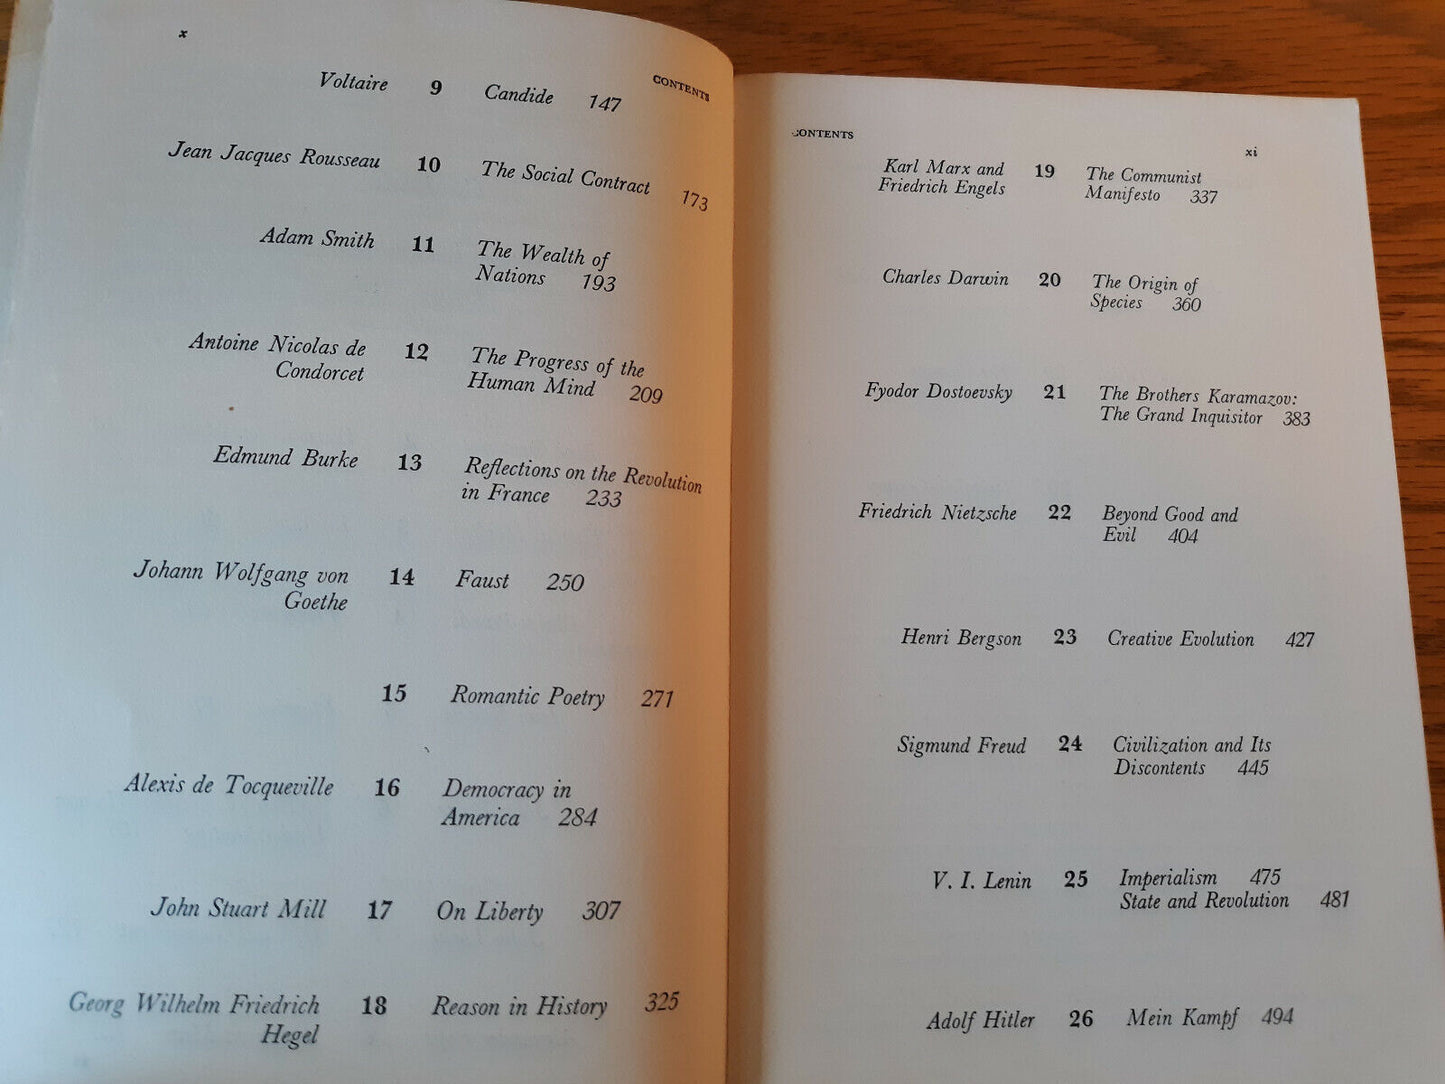 x
CONTENTS
Voltaire 9 Candide 147
Jean Jacques Rousseau 10 The Social Contract 173
Adam Smith 11 The Wealth of
Nations 193
Antoine Nicolas de 12 The Progress of the
Condorcet Human Mind 209
Edmund Burke 13 Reflections on the Revolution
in France 233
Johann Wolfgang von 14 Faust 250
Goethe
15 Romantic Poetry 271
Alexis de Tocqueville 16 Democracy in
America 284
John Stuart Mill 17 On Liberty 307
Georg Wilhelm Friedrich 18 Reason in History 325
Hegel
CONTENTS
xi
Karl Marx and 19 The Communist
Friedrich Engels Manifesto 337
Charles Darwin 20 The Origin of
Species 360
Fyodor Dostoevsky 21 The Brothers Karamazov:
The Grand Inquisitor 383
Friedrich Nietzsche 22 Beyond Good and
Evil 404
Henri Bergson 23 Creative Evolution 427
Sigmund Freud 24 Civilization and Its
Discontents 445
V. I. Lenin 25 Imperialism 475
State and Revolution 481
Adolf Hitler 26 Mein Kampf 494